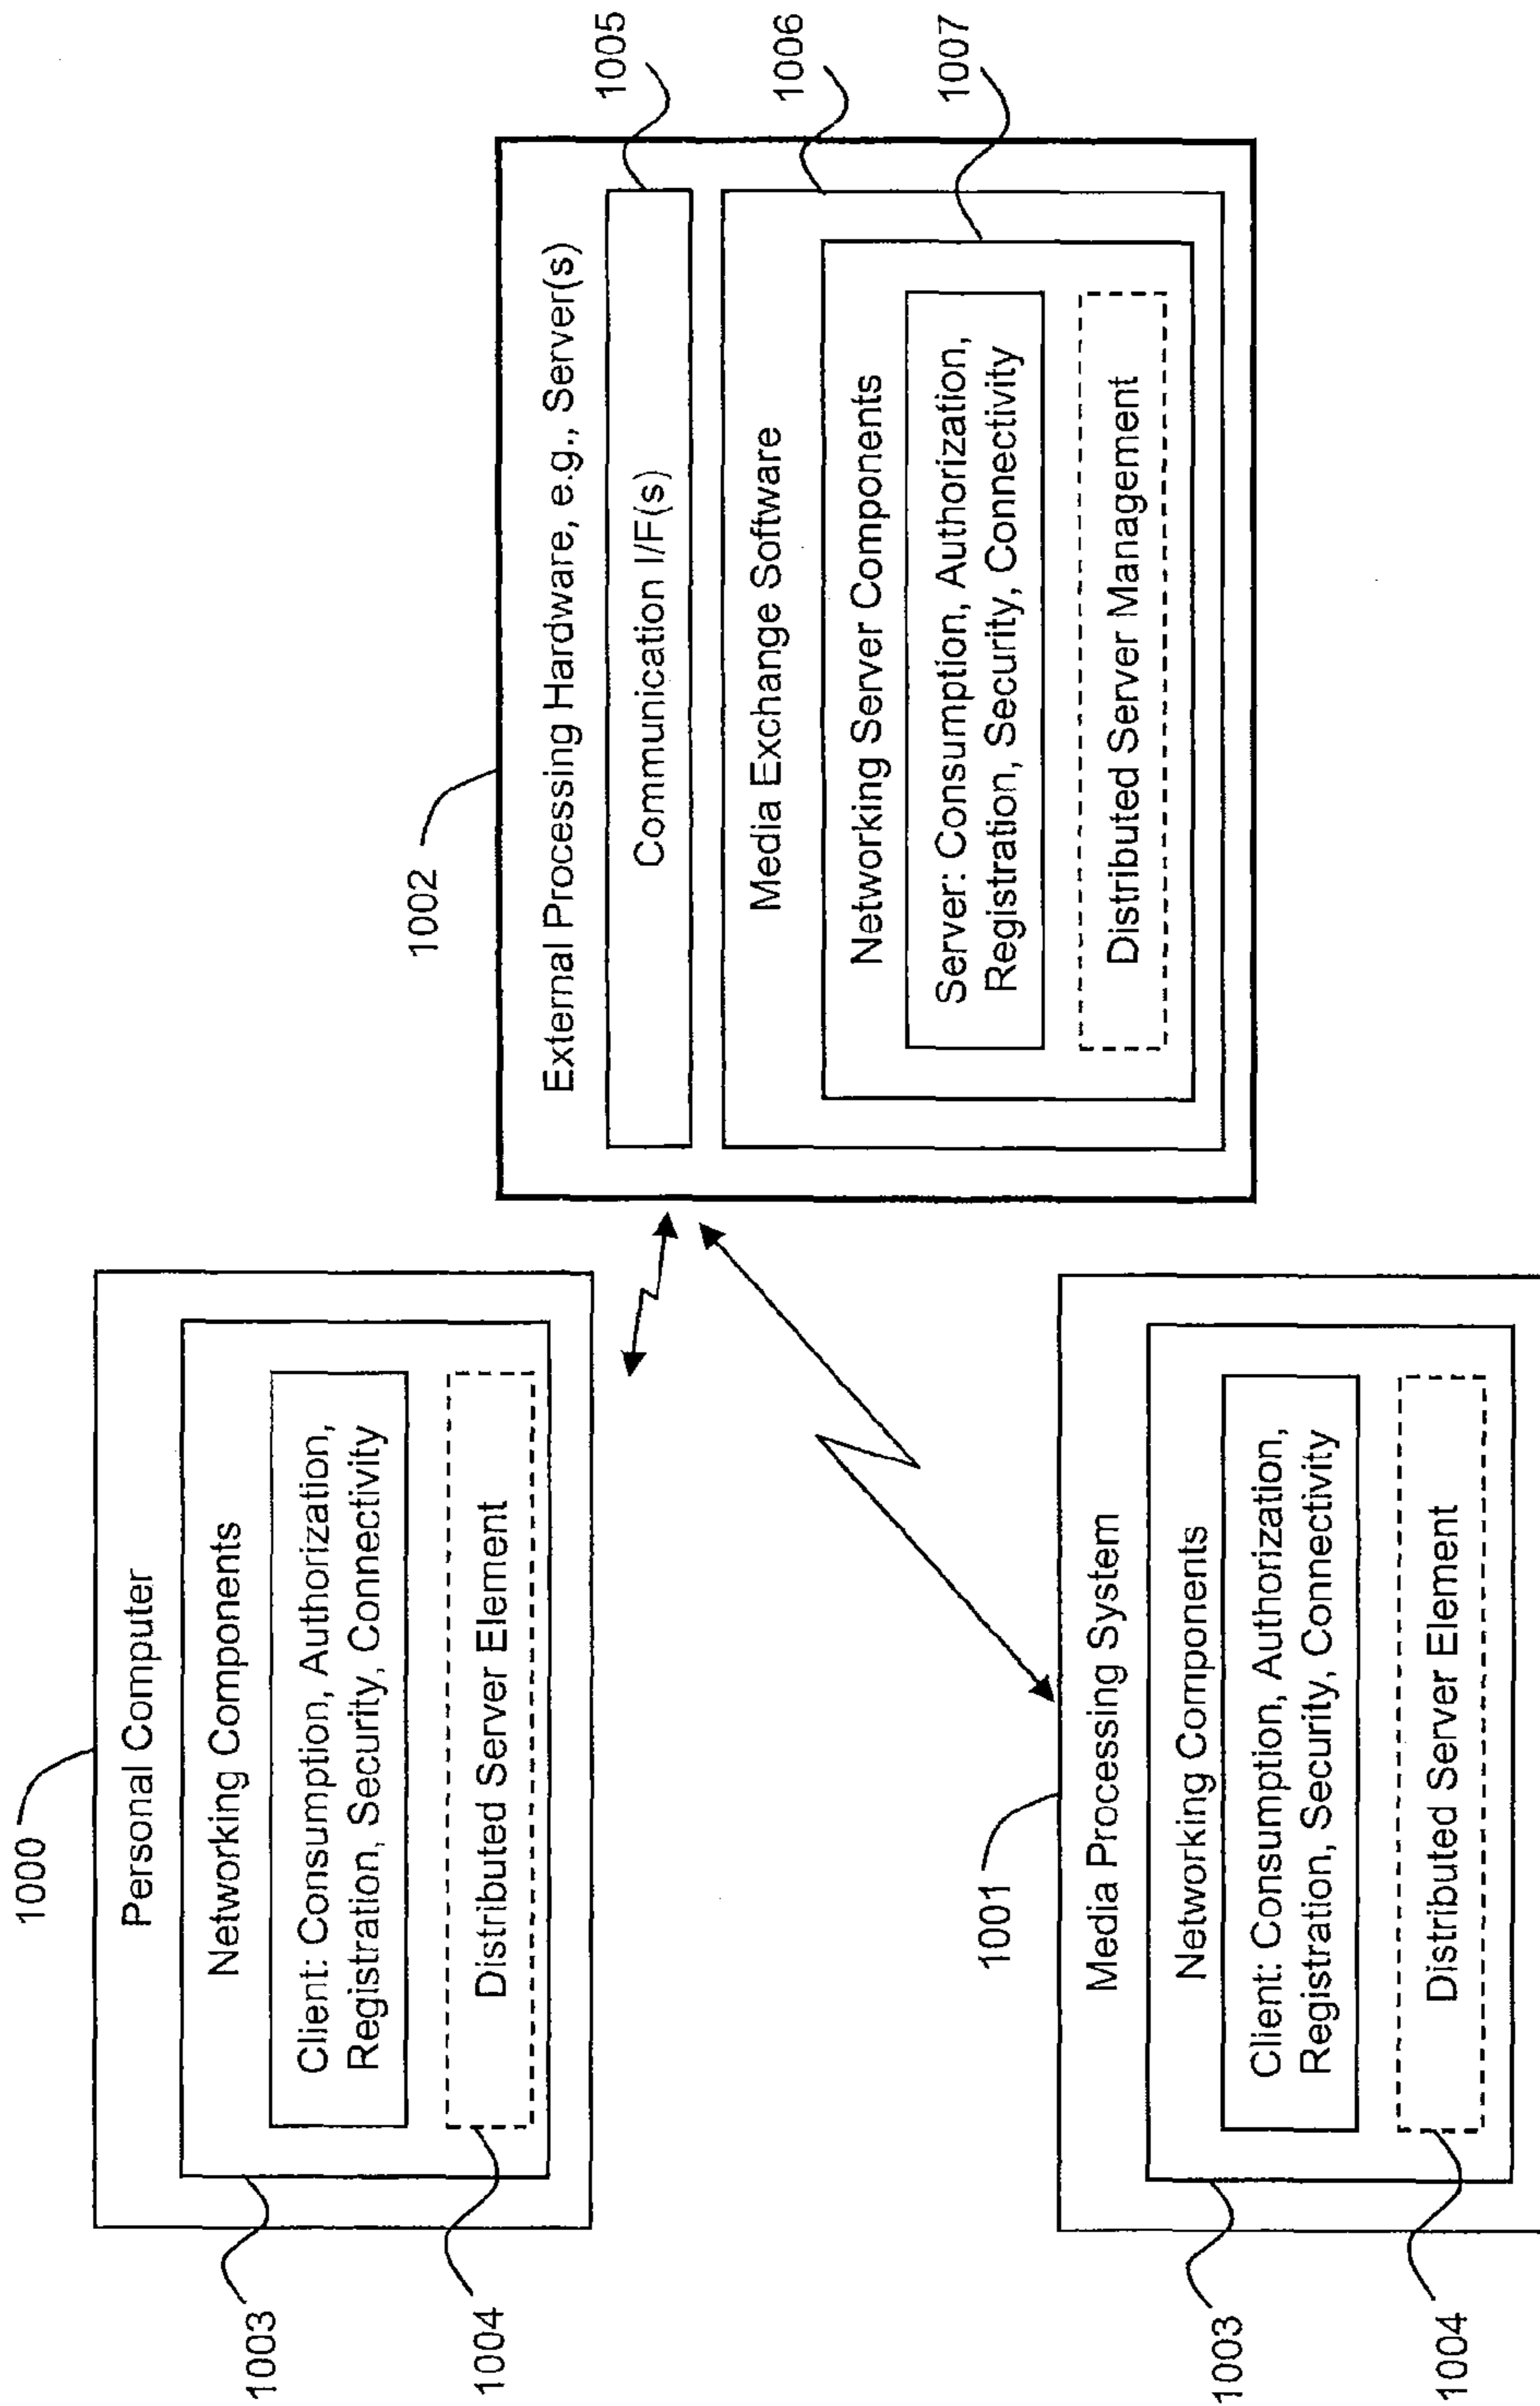 1000
Personal Computer
Networking Components
Client: Consumption, Authorization,
Registration, Security, Connectivity
Distributed Server Element
1003
1004
1002
External Processing Hardware, e.g., Server(s)
Communication I/F(s)
Media Exchange Software
Networking Server Components
Server: Consumption, Authorization,
Registration, Security, Connectivity
Distributed Server Management
1005
1006
1007
1001
Media Processing System
Networking Components
Client: Consumption, Authorization,
Registration, Security, Connectivity
Distributed Server Element
1003
1004